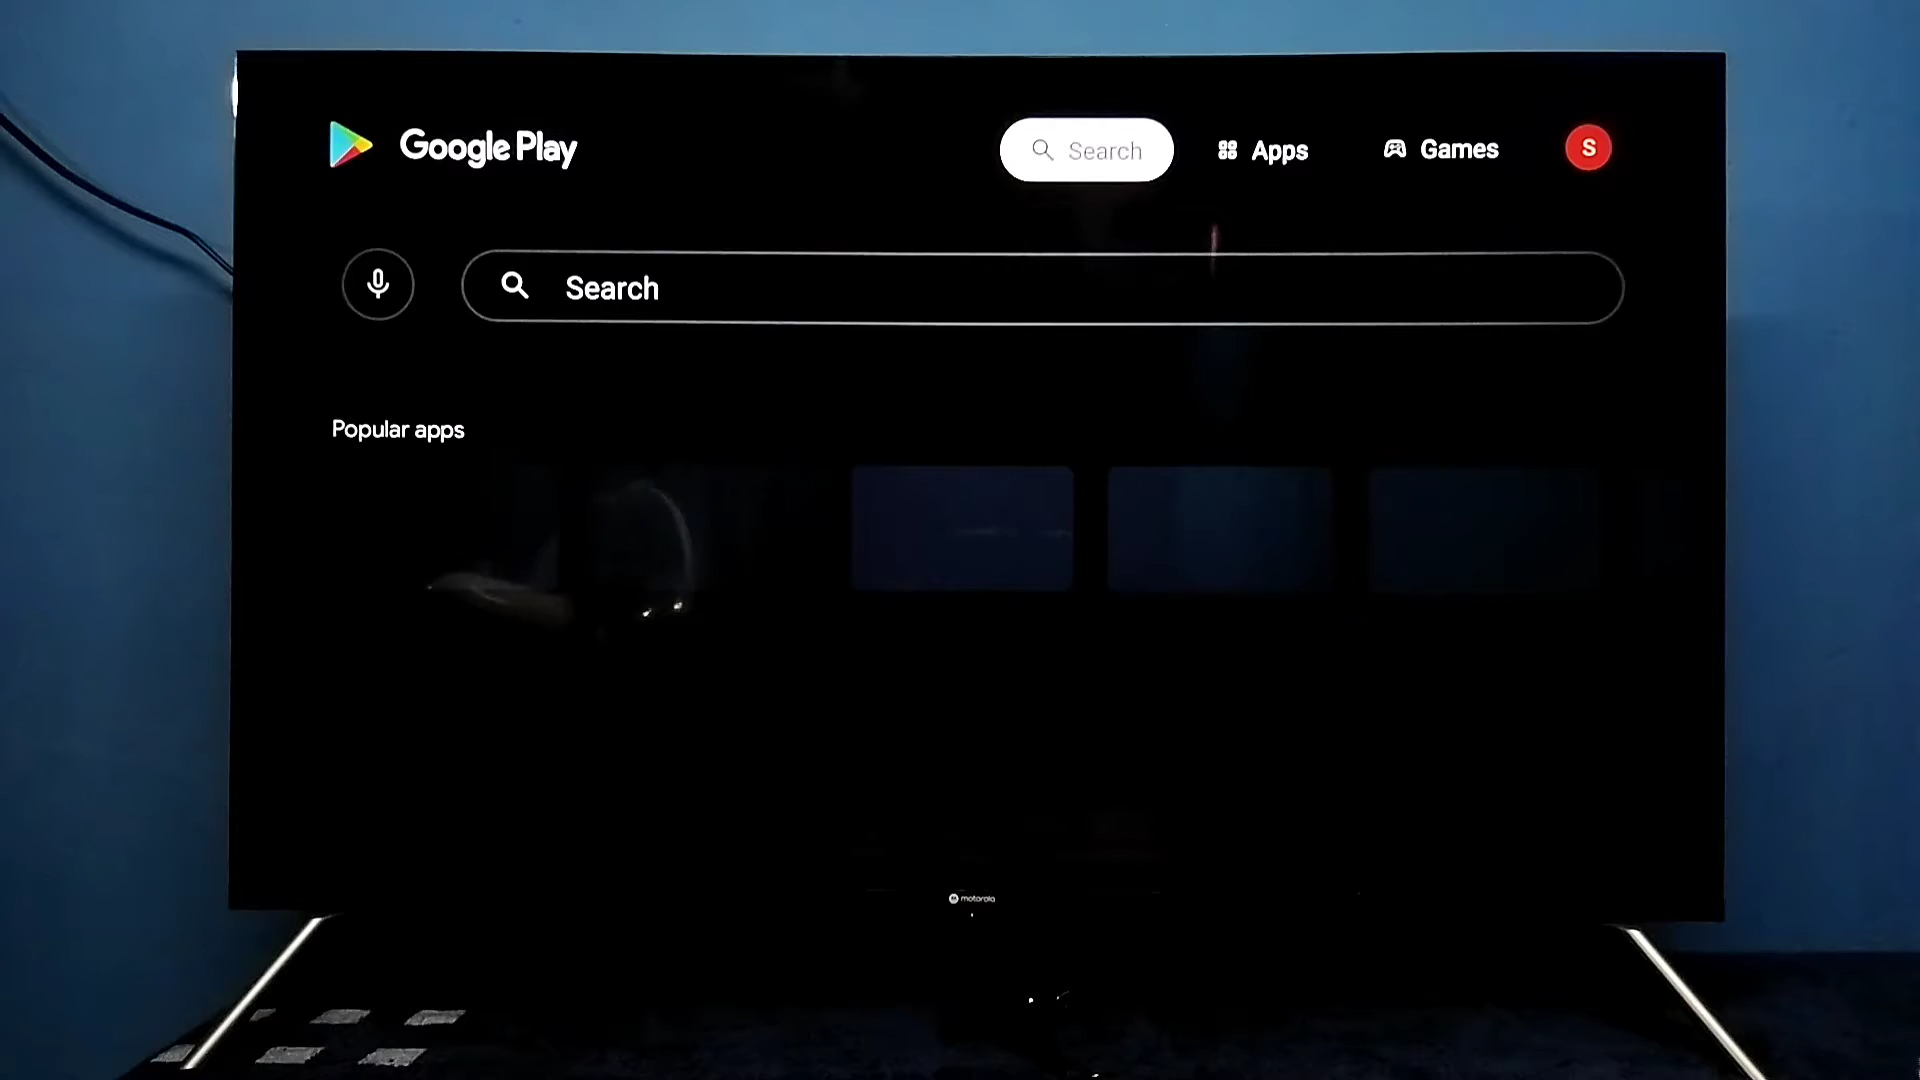 Google Play
Search
Apps
Games
S
Search
Popular apps
motorola